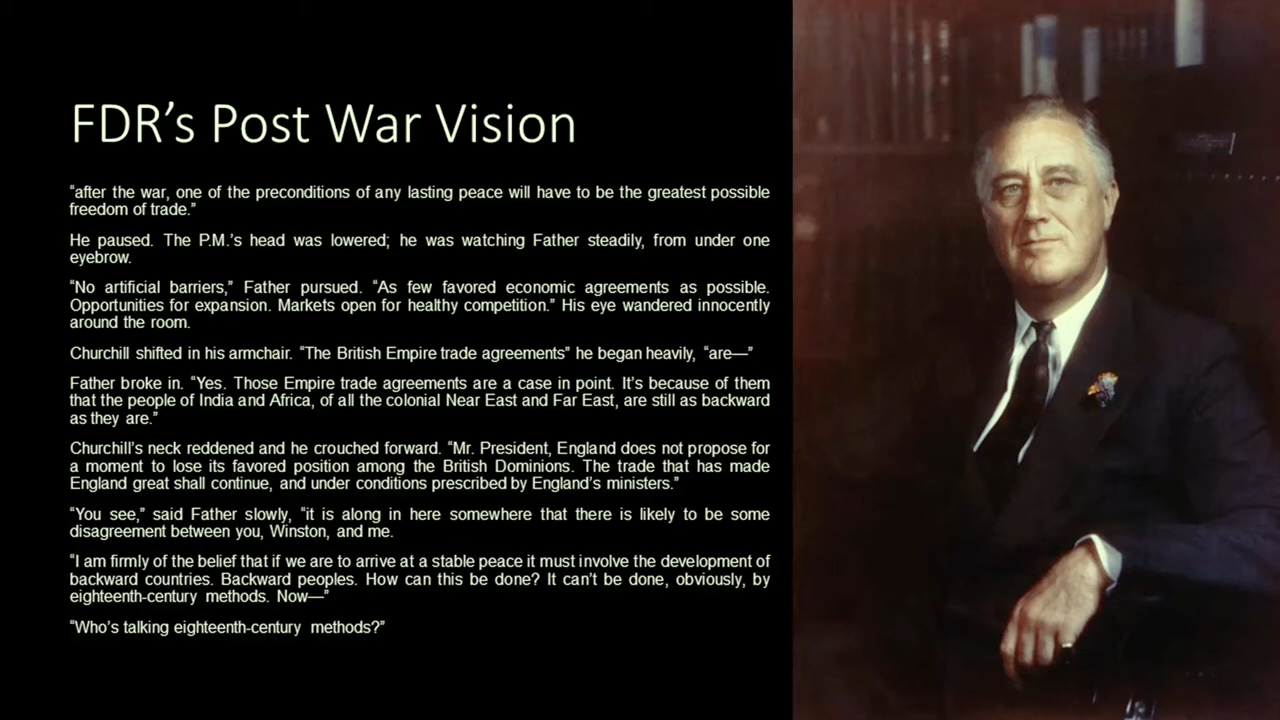 FDR’s Post War Vision
“after the war, one of the preconditions of any lasting peace will have to be the greatest possible
freedom of trade.”
He paused. The P.M.’s head was lowered; he was watching Father steadily, from under one
eyebrow.
“No artificial barriers,” Father pursued. “As few favored economic agreements as possible.
Opportunities for expansion. Markets open for healthy competition.” His eye wandered innocently
around the room.
Churchill shifted in his armchair. “The British Empire trade agreements” he began heavily, “are—”
Father broke in. “Yes. Those Empire trade agreements are a case in point. It’s because of them
that the people of India and Africa, of all the colonial Near East and Far East, are still as backward
as they are.”
Churchill’s neck reddened and he crouched forward. “Mr. President, England does not propose for
a moment to lose its favored position among the British Dominions. The trade that has made
England great shall continue, and under conditions prescribed by England’s ministers.”
“You see,” said Father slowly, “it is along in here somewhere that there is likely to be some
disagreement between you, Winston, and me.
“I am firmly of the belief that if we are to arrive at a stable peace it must involve the development of
backward countries. Backward peoples. How can this be done? It can’t be done, obviously, by
eighteenth-century methods. Now—”
“Who’s talking eighteenth-century methods?”